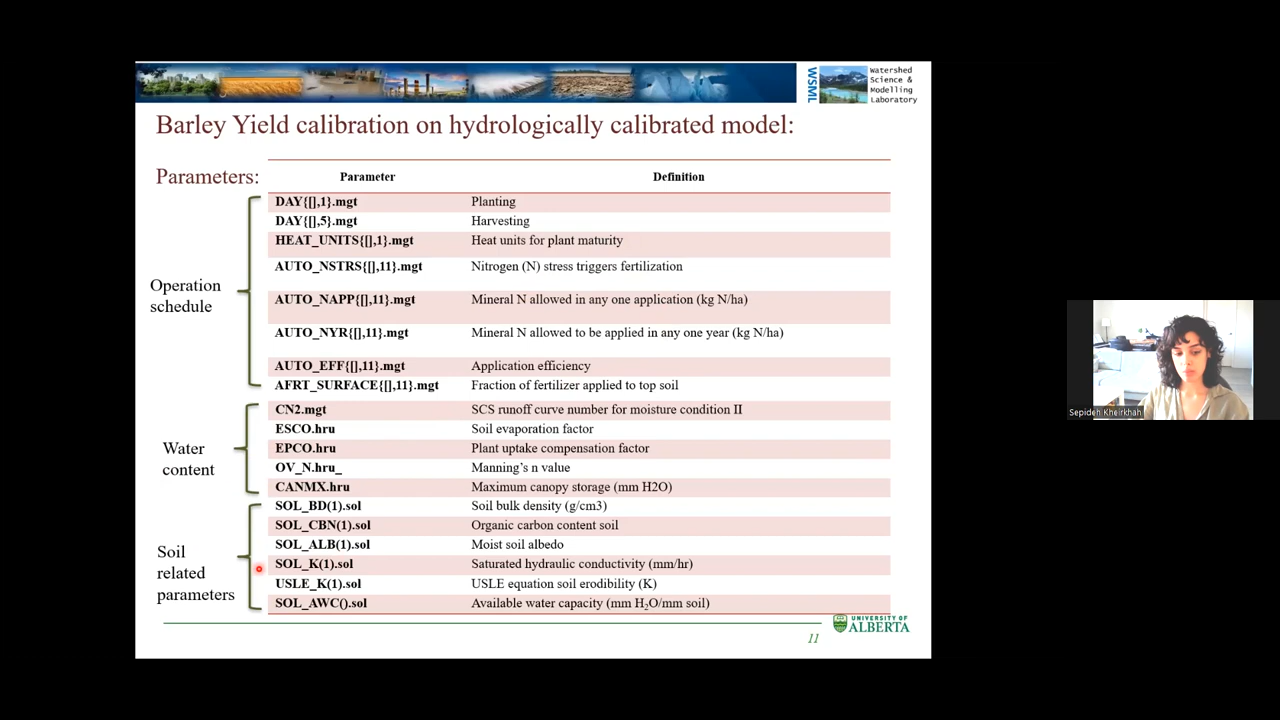 WSML
Watershed
Science &
Modelling
Laboratory
Barley Yield calibration on hydrologically calibrated model:
Parameters:
Parameter Definition
Operation
schedule
DAY{[],1}.mgt Planting
DAY{[],5}.mgt Harvesting
HEAT_UNITS{[],1}.mgt Heat units for plant maturity
AUTO_NSTRS{[],11}.mgt Nitrogen (N) stress triggers fertilization
AUTO_NAPP{[],11}.mgt Mineral N allowed in any one application (kg N/ha)
AUTO_NYR{[],11}.mgt Mineral N allowed to be applied in any one year (kg N/ha)
AUTO_EFF{[],11}.mgt Application efficiency
AFRT_SURFACE{[],11}.mgt Fraction of fertilizer applied to top soil
Water
content
CN2.mgt SCS runoff curve number for moisture condition II
ESCO.hru Soil evaporation factor
EPCO.hru Plant uptake compensation factor
OV_N.hru_ Manning's n value
CANMX.hru Maximum canopy storage (mm H2O)
Soil
related
parameters
SOL_BD(1).sol Soil bulk density (g/cm3)
SOL_CBN(1).sol Organic carbon content soil
SOL_ALB(1).sol Moist soil albedo
SOL_K(1).sol Saturated hydraulic conductivity (mm/hr)
USLE_K(1).sol USLE equation soil erodibility (K)
SOL_AWC().sol Available water capacity (mm H₂O/mm soil)
11
UNIVERSITY OF
ALBERTA
Sepideh Kheirkhah